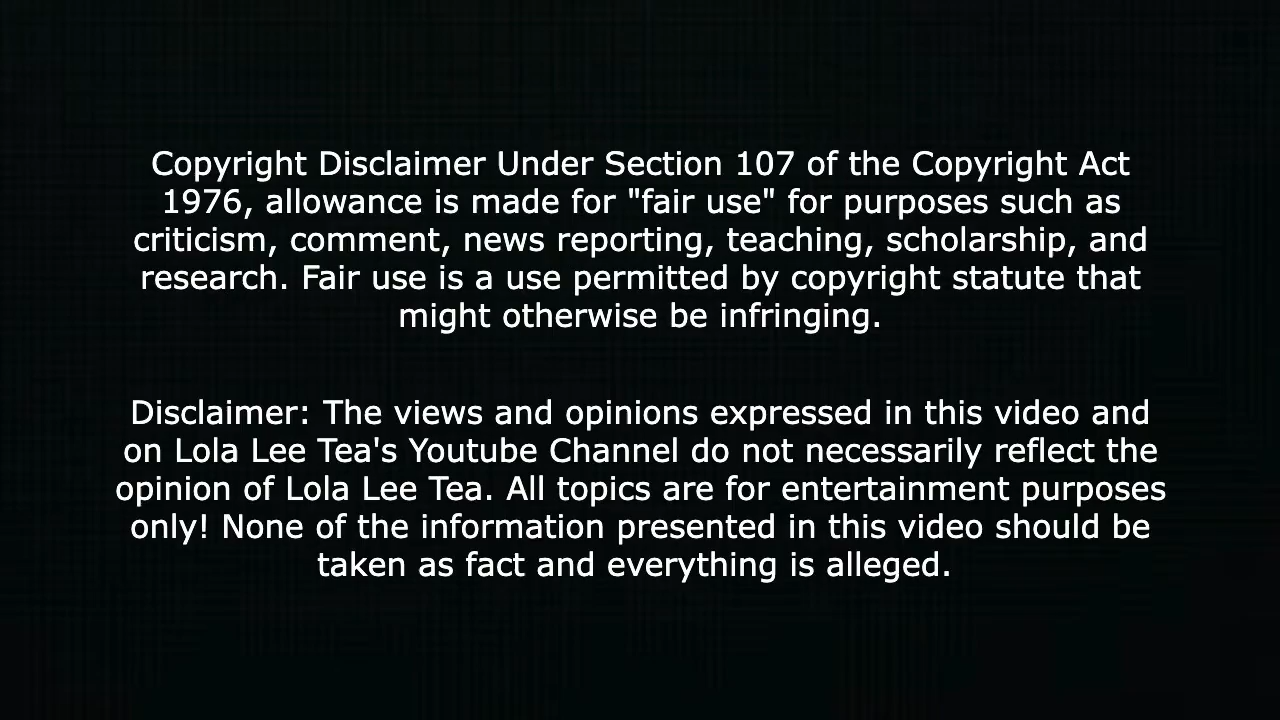 Copyright Disclaimer Under Section 107 of the Copyright Act
1976, allowance is made for "fair use" for purposes such as
criticism, comment, news reporting, teaching, scholarship, and
research. Fair use is a use permitted by copyright statute that
might otherwise be infringing.
Disclaimer: The views and opinions expressed in this video and
on Lola Lee Tea's Youtube Channel do not necessarily reflect the
opinion of Lola Lee Tea. All topics are for entertainment purposes
only! None of the information presented in this video should be
taken as fact and everything is alleged.